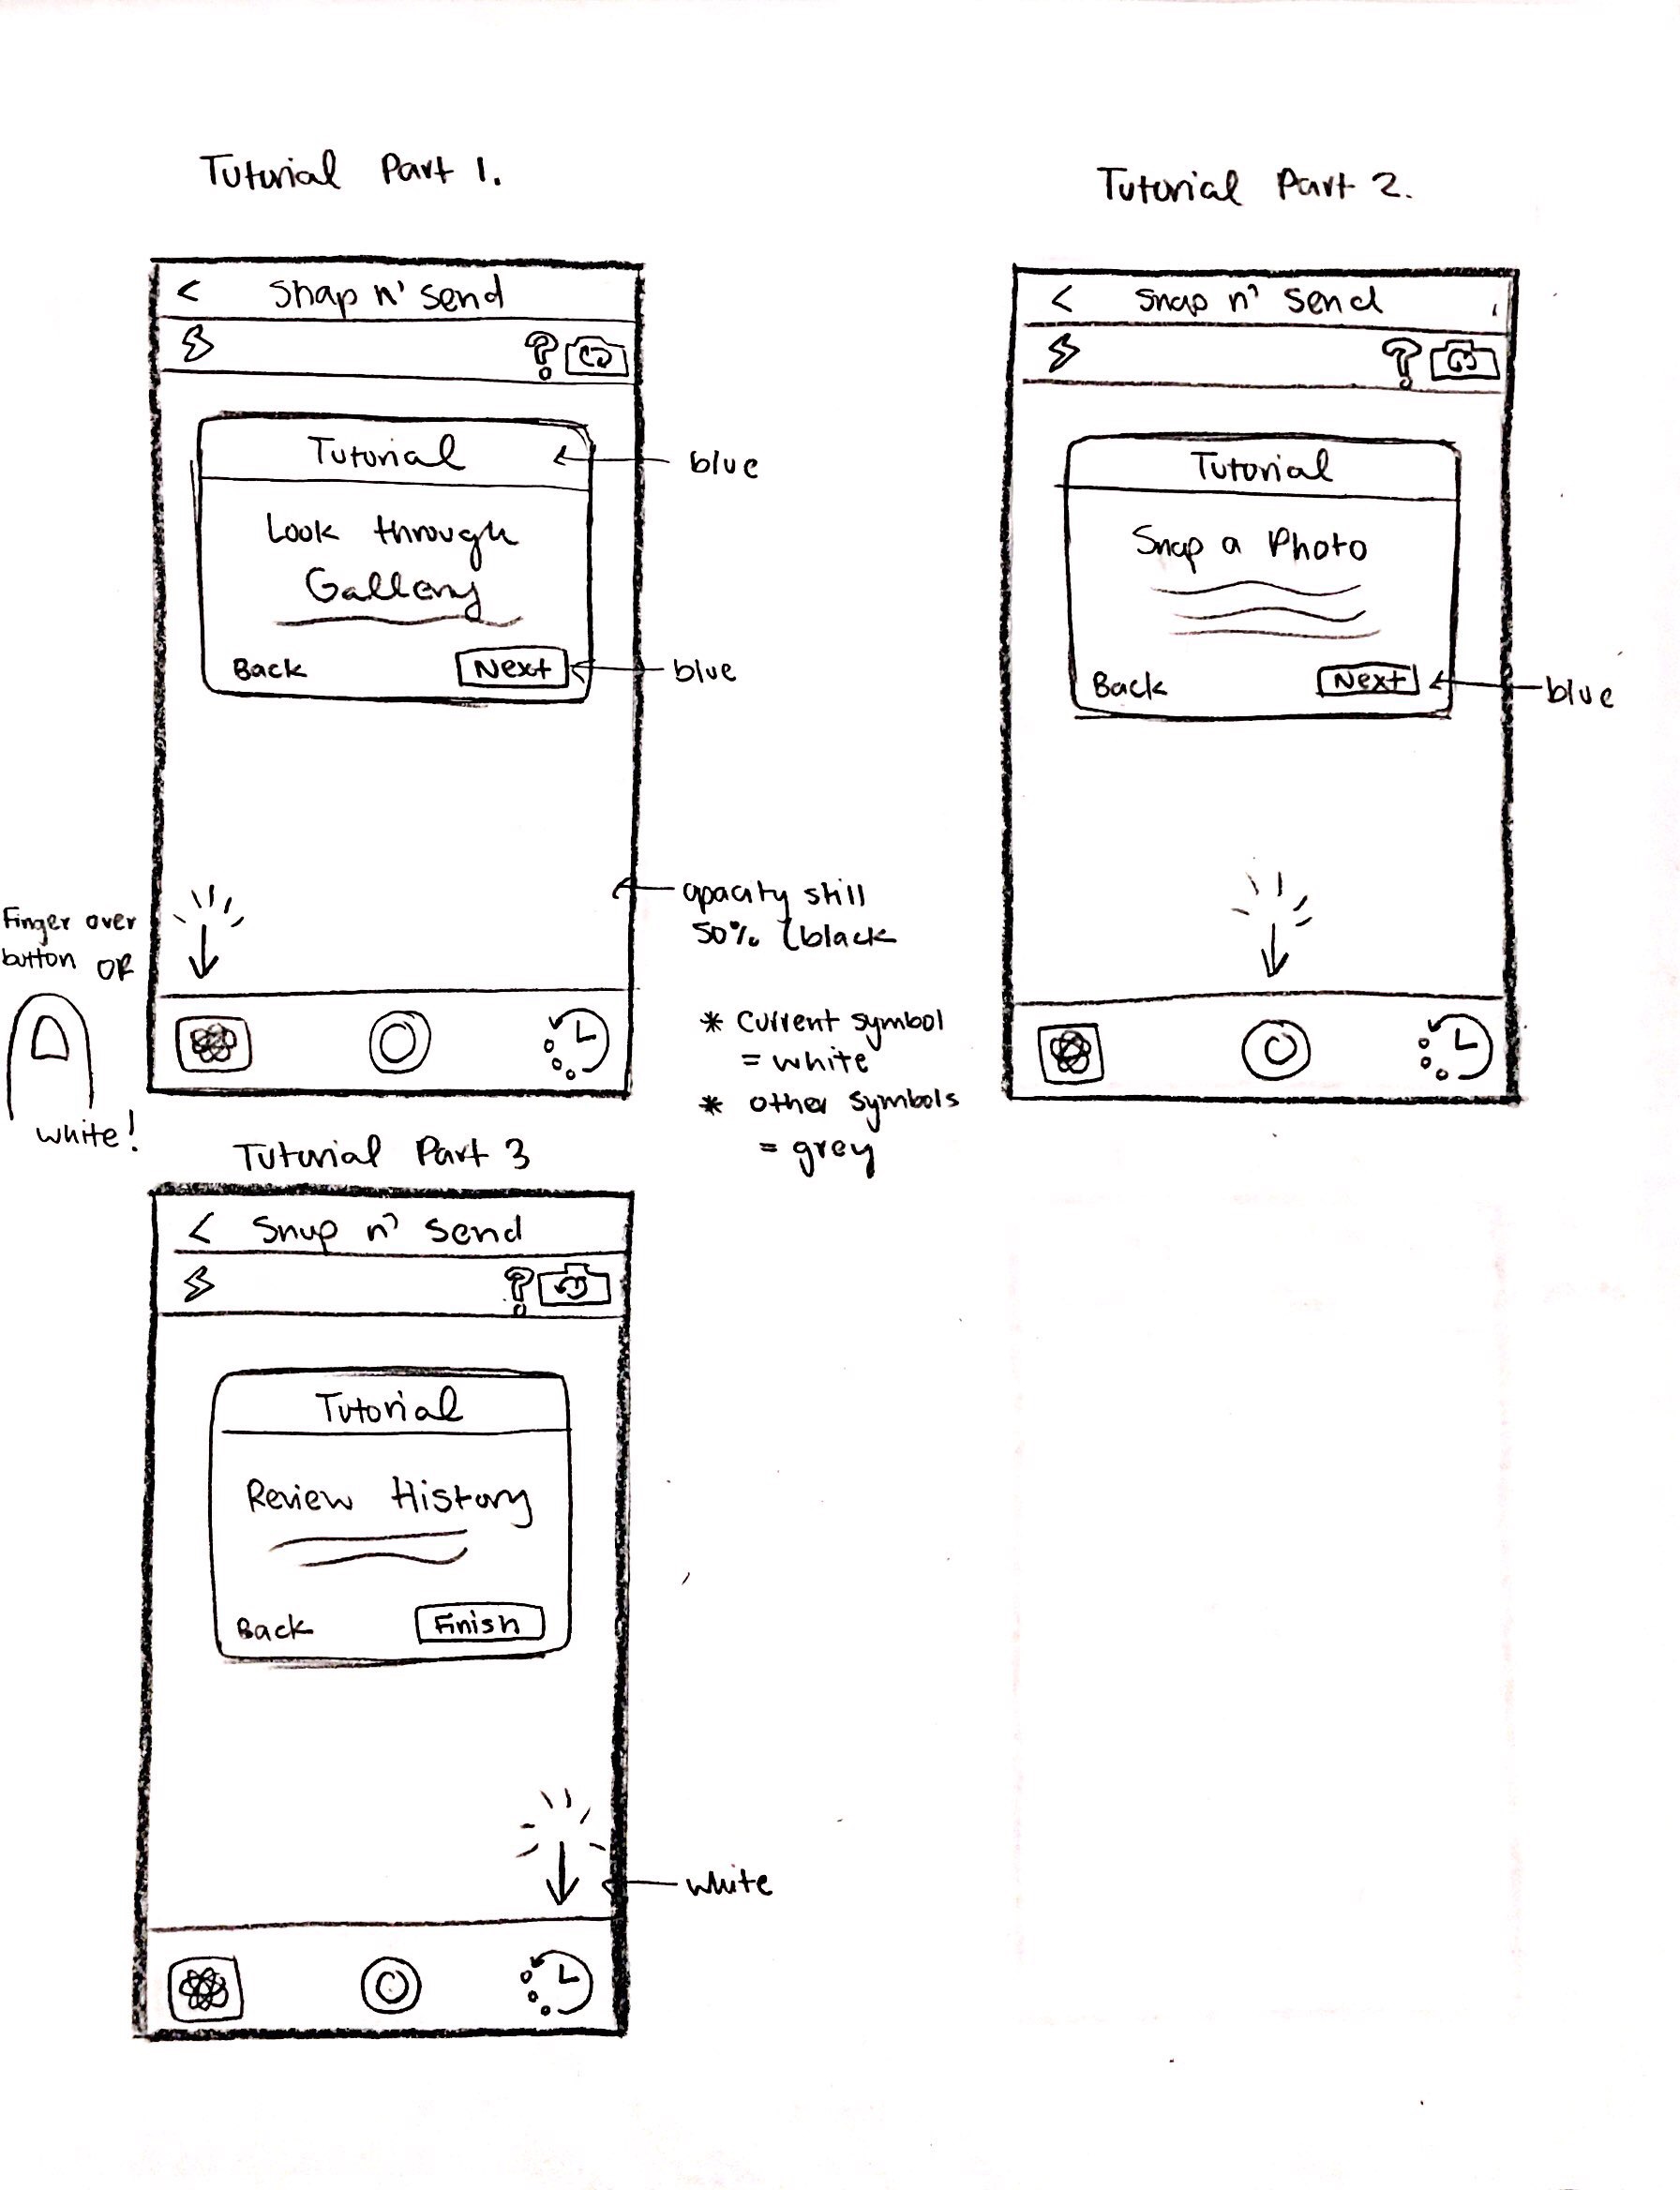 Tutorial Part 1.
< Snap n' Send
?
Tutorial
blue
Look through
Gallery
Back
Next
blue
Finger over
button OR
white!
opacity still
50% black
* Current symbol
= white
* other symbols
= grey
Tutorial Part 2.
< Snap n' Send
?
Tutorial
Snap a Photo
Back
Next
blue
Tutorial Part 3
< Snap n' Send
?
Tutorial
Review History
Back
Finish
white